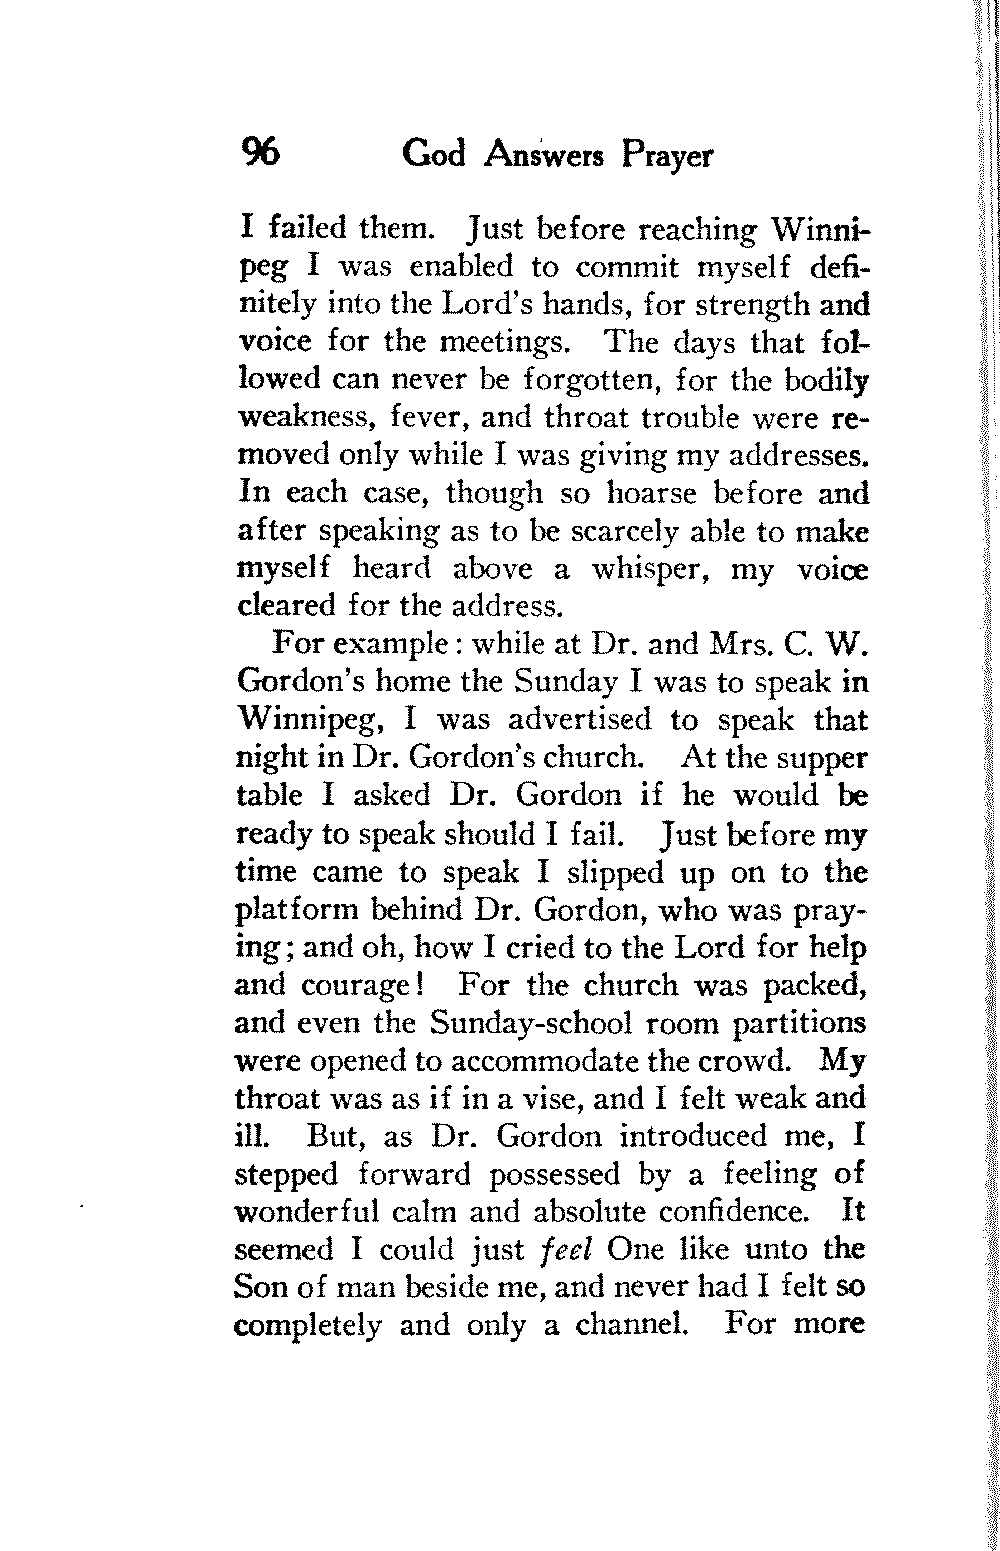 96 God Answers Prayer
I failed them. Just before reaching Winni-
peg I was enabled to commit myself defi-
nitely into the Lord's hands, for strength and
voice for the meetings. The days that fol-
lowed can never be forgotten, for the bodily
weakness, fever, and throat trouble were re-
moved only while I was giving my addresses.
In each case, though so hoarse before and
after speaking as to be scarcely able to make
myself heard above a whisper, my voice
cleared for the address.
For example: while at Dr. and Mrs. C. W.
Gordon's home the Sunday I was to speak in
Winnipeg, I was advertised to speak that
night in Dr. Gordon's church. At the supper
table I asked Dr. Gordon if he would be
ready to speak should I fail. Just before my
time came to speak I slipped up on to the
platform behind Dr. Gordon, who was pray-
ing; and oh, how I cried to the Lord for help
and courage! For the church was packed,
and even the Sunday-school room partitions
were opened to accommodate the crowd. My
throat was as if in a vise, and I felt weak and
ill. But, as Dr. Gordon introduced me, I
stepped forward possessed by a feeling of
wonderful calm and absolute confidence. It
seemed I could just feel One like unto the
Son of man beside me, and never had I felt so
completely and only a channel. For more